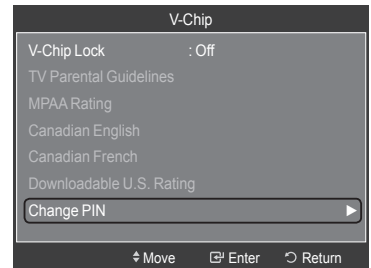 V-Chip
V-Chip Lock : Off
TV Parental Guidelines
MPAA Rating
Canadian English
Canadian French
Downloadable U.S. Rating
Change PIN
Move Enter Return